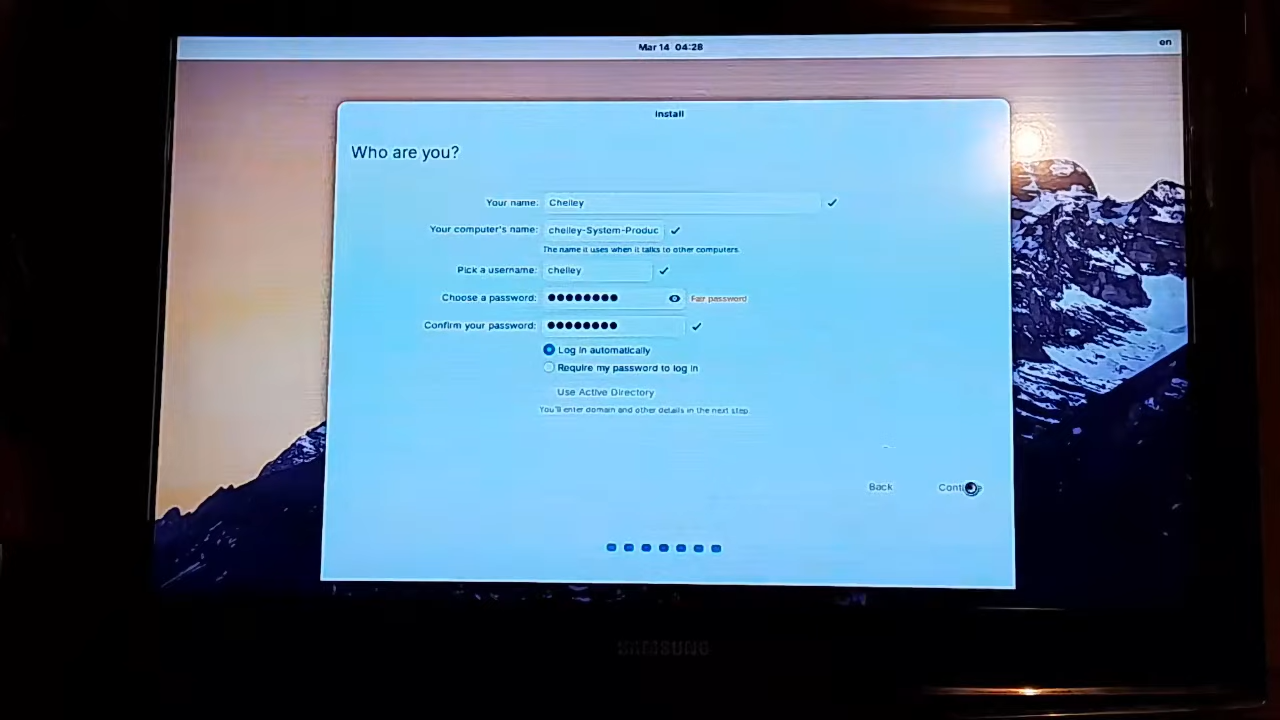 Mar 14 04:28
en
Install
Who are you?
Your name: Chelley
Your computer's name: chelley-System-Produc
The name it uses when it talks to other computers.
Pick a username: chelley
Choose a password: ●●●●●●●● Fair password
Confirm your password: ●●●●●●●●
Log in automatically
Require my password to log in
Use Active Directory
You'll enter domain and other details in the next step.
Back
SAMSUNG